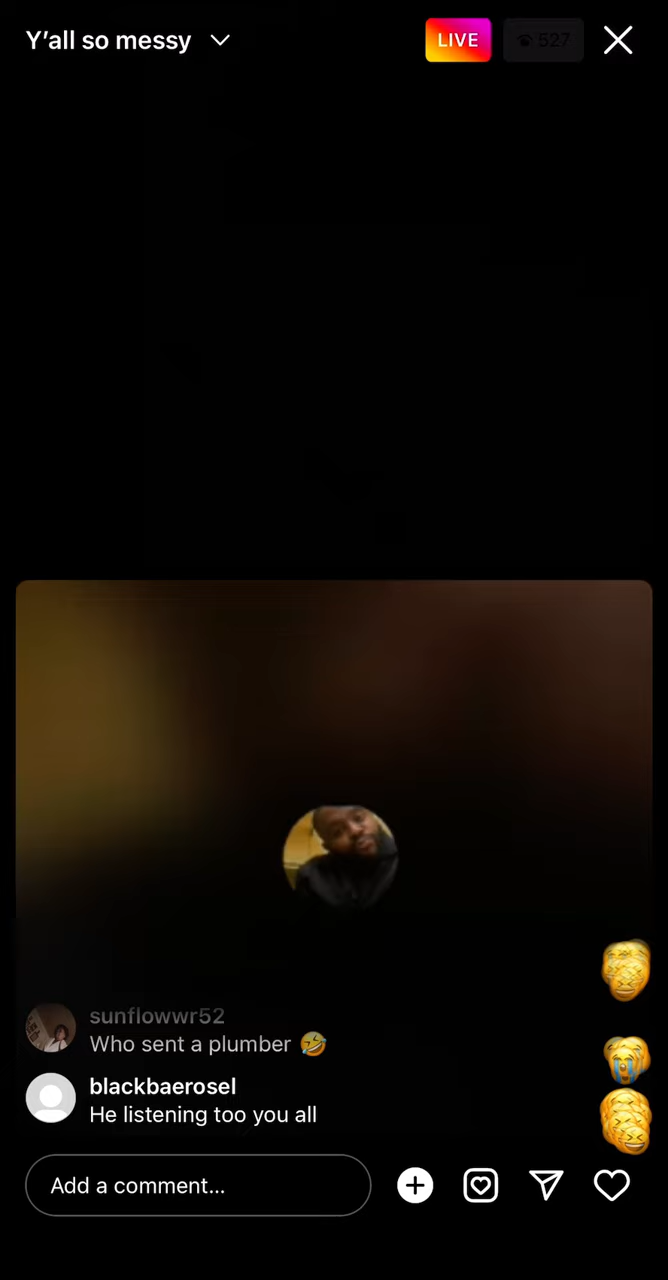 Y’all so messy
LIVE
527
sunflowwr52
Who sent a plumber 🤣
blackbaerosel
He listening too you all
Add a comment...